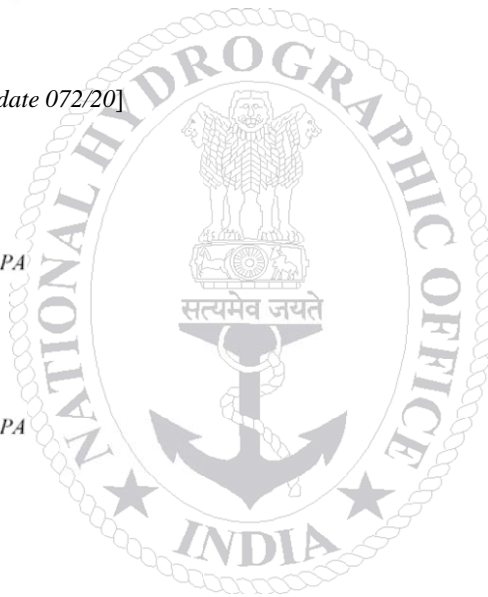 date 072/20]
NATIONAL HYDROGRAPHIC OFFICE
PA
सत्यमेव जयते
PA
★ INDIA ★